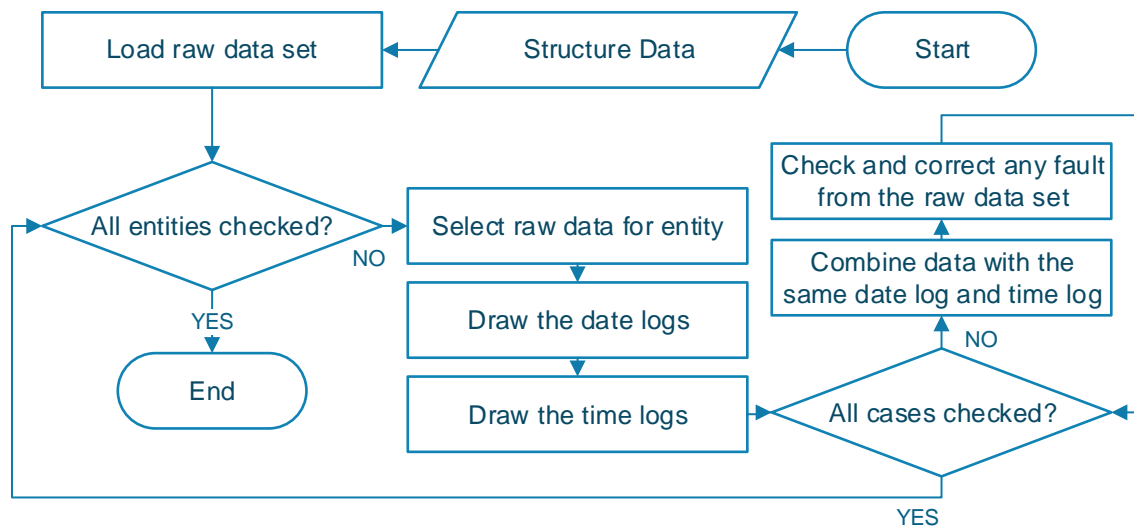 Load raw data set
Structure Data
Start
Check and correct any fault
from the raw data set
All entities checked?
Select raw data for entity
NO
Combine data with the
same date log and time log
YES
Draw the date logs
NO
End
Draw the time logs
All cases checked?
YES